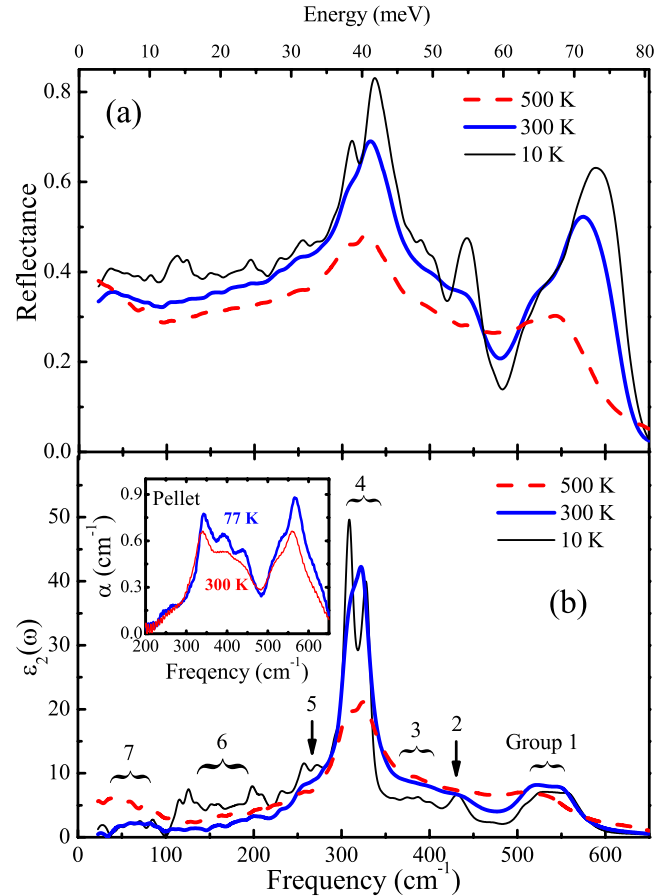 Energy (meV)
0 10 20 30 40 50 60 70 80
0.8
0.6
0.4
0.2
0.0
Reflectance
(a)
500 K
300 K
10 K
50
40
30
20
10
0
ε₂(ω)
(b)
500 K
300 K
10 K
Pellet
77 K
300 K
0.9
0.6
0.3
0.0
α (cm⁻¹)
200 300 400 500 600
Freqency (cm⁻¹)
7
6
5
4
3
2
Group 1
0 100 200 300 400 500 600
Frequency (cm⁻¹)